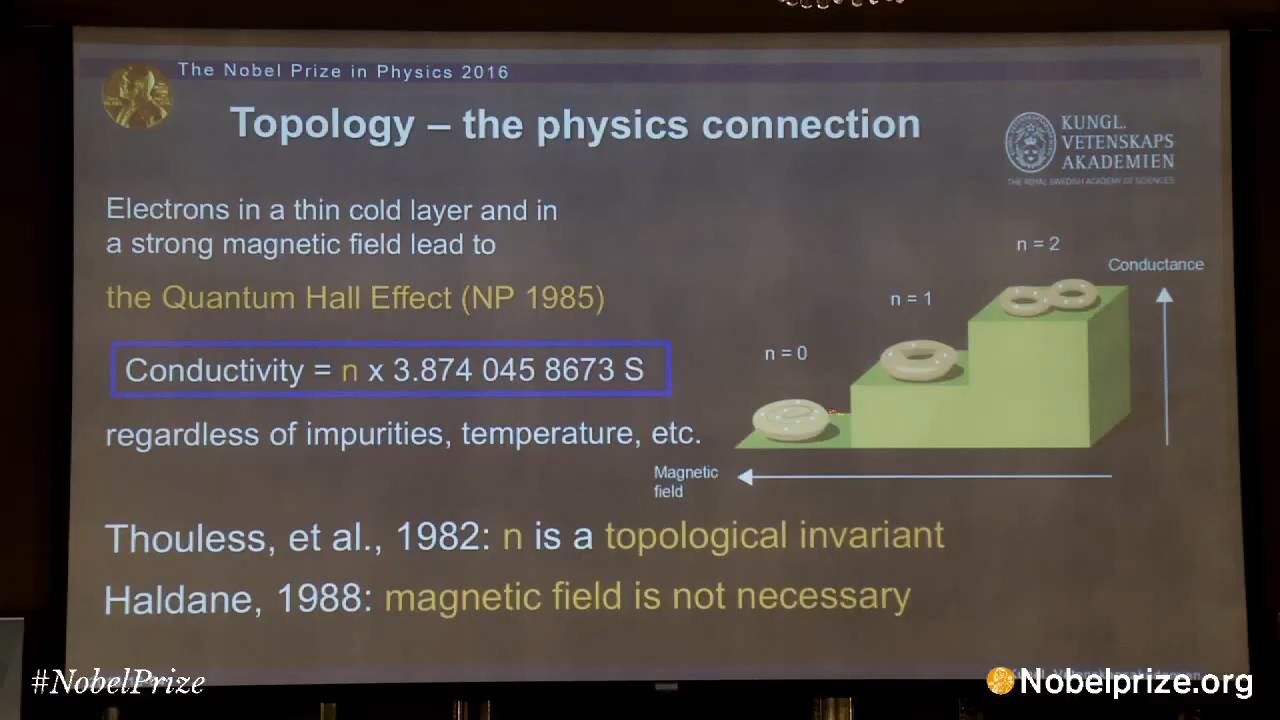 The Nobel Prize in Physics 2016
Topology – the physics connection
KUNGL.
VETENSKAPS
AKADEMIEN
THE ROYAL SWEDISH ACADEMY OF SCIENCES
Electrons in a thin cold layer and in
a strong magnetic field lead to
the Quantum Hall Effect (NP 1985)
Conductivity = n x 3.874 045 8673 S
regardless of impurities, temperature, etc.
n = 2
Conductance
n = 1
n = 0
Magnetic
field
Thouless, et al., 1982: n is a topological invariant
Haldane, 1988: magnetic field is not necessary
#NobelPrize
Nobelprize.org